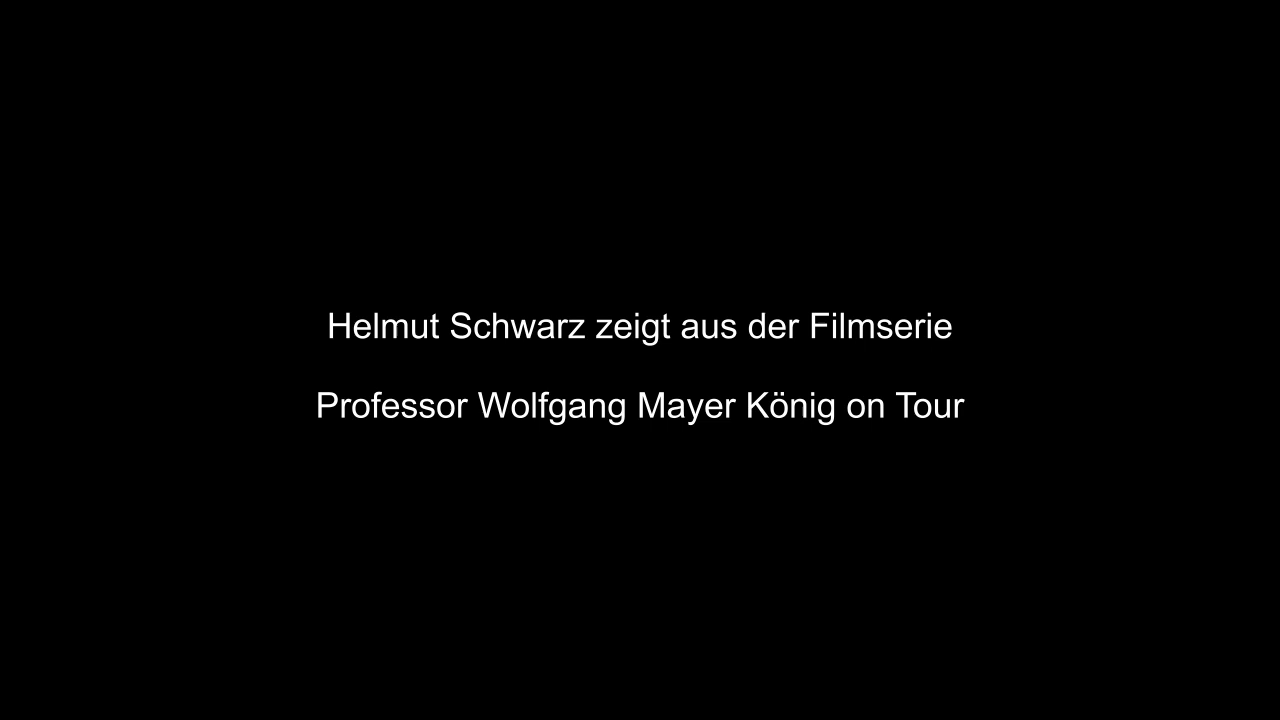 Helmut Schwarz zeigt aus der Filmserie
Professor Wolfgang Mayer König on Tour